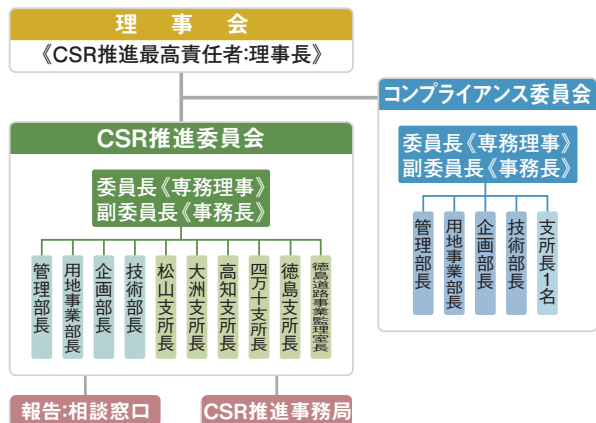 理事会
《CSR推進最高責任者:理事長》
コンプライアンス委員会
委員長《専務理事》
副委員長《事務長》
管理部長
用地事業部長
企画部長
技術部長
支所長1名
CSR推進委員会
委員長《専務理事》
副委員長《事務長》
管理部長
用地事業部長
企画部長
技術部長
松山支所長
大洲支所長
高知支所長
四万十支所長
徳島支所長
徳島道路事業監理室長
報告:相談窓口
CSR推進事務局